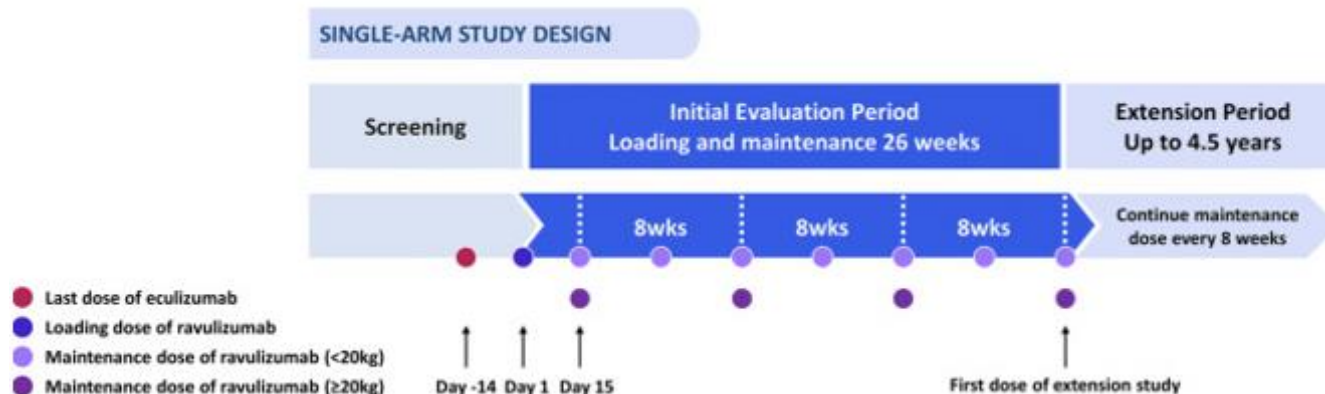 SINGLE-ARM STUDY DESIGN
Screening
Initial Evaluation Period
Loading and maintenance 26 weeks
Extension Period
Up to 4.5 years
8wks
8wks
8wks
Continue maintenance
dose every 8 weeks
Last dose of eculizumab
Loading dose of ravulizumab
Maintenance dose of ravulizumab (<20kg)
Maintenance dose of ravulizumab (≥20kg)
Day -14
Day 1
Day 15
First dose of extension study